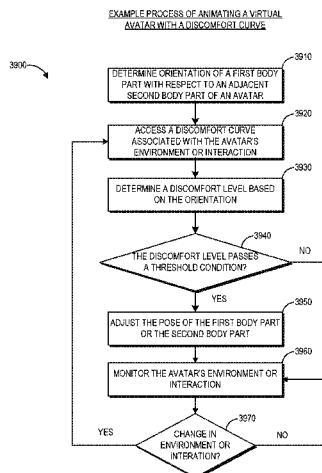 EXAMPLE PROCESS OF ANIMATING A VIRTUAL
AVATAR WITH A DISCOMFORT CURVE
3900
3910
DETERMINE ORIENTATION OF A FIRST BODY
PART WITH RESPECT TO AN ADJACENT
SECOND BODY PART OF AN AVATAR
3920
ACCESS A DISCOMFORT CURVE
ASSOCIATED WITH THE AVATAR'S
ENVIRONMENT OR INTERACTION
3930
DETERMINE A DISCOMFORT LEVEL BASED
ON THE ORIENTATION
3940
THE DISCOMFORT LEVEL PASSES
A THRESHOLD CONDITION?
NO
YES
3950
ADJUST THE POSE OF THE FIRST BODY PART
OR THE SECOND BODY PART
3960
MONITOR THE AVATAR'S ENVIRONMENT OR
INTERACTION
3970
YES
CHANGE IN
ENVIRONMENT OR
INTERATION?
NO